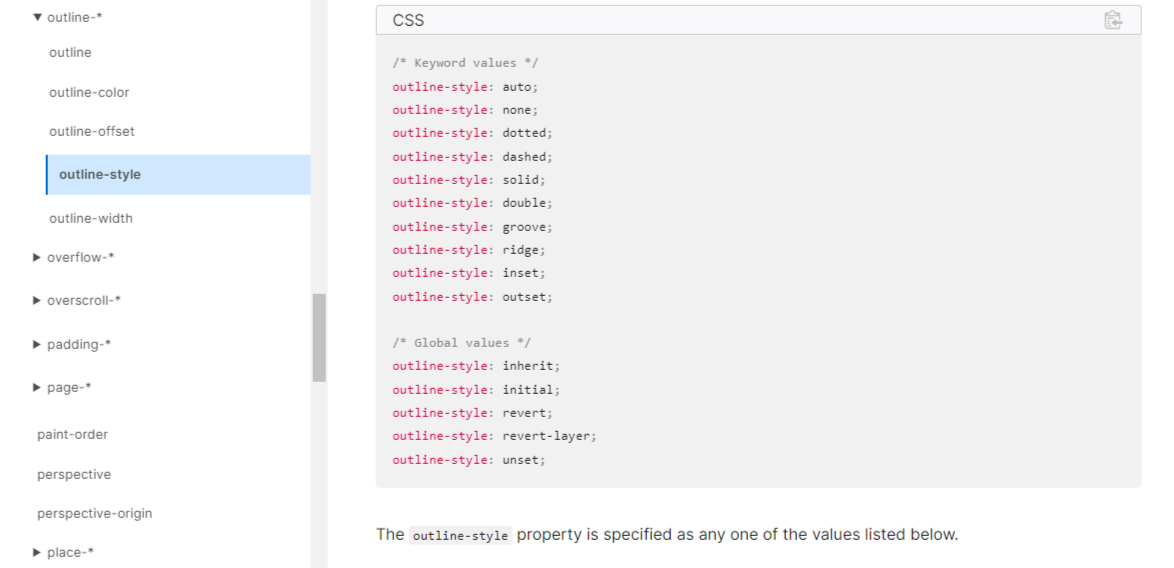 ▼ outline-*
outline
outline-color
outline-offset
outline-style
outline-width
▶ overflow-*
▶ overscroll-*
▶ padding-*
▶ page-*
paint-order
perspective
perspective-origin
▶ place-*
CSS
/* Keyword values */
outline-style: auto;
outline-style: none;
outline-style: dotted;
outline-style: dashed;
outline-style: solid;
outline-style: double;
outline-style: groove;
outline-style: ridge;
outline-style: inset;
outline-style: outset;
/* Global values */
outline-style: inherit;
outline-style: initial;
outline-style: revert;
outline-style: revert-layer;
outline-style: unset;
The outline-style property is specified as any one of the values listed below.